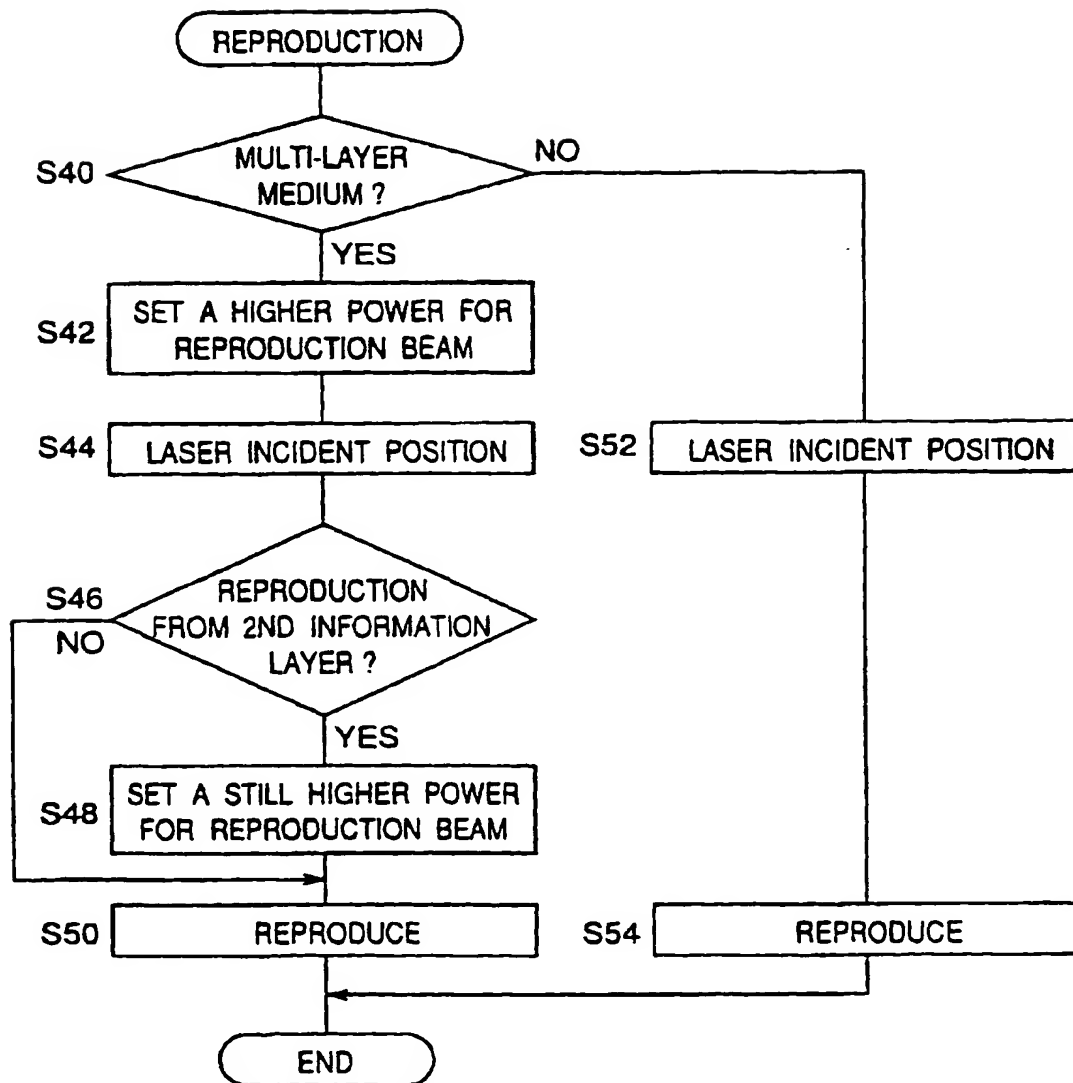 REPRODUCTION
S40
MULTI-LAYER
MEDIUM ?
NO
YES
S42
SET A HIGHER POWER FOR
REPRODUCTION BEAM
S44
LASER INCIDENT POSITION
S52
LASER INCIDENT POSITION
S46
NO
REPRODUCTION
FROM 2ND INFORMATION
LAYER ?
YES
S48
SET A STILL HIGHER POWER
FOR REPRODUCTION BEAM
S50
REPRODUCE
S54
REPRODUCE
END